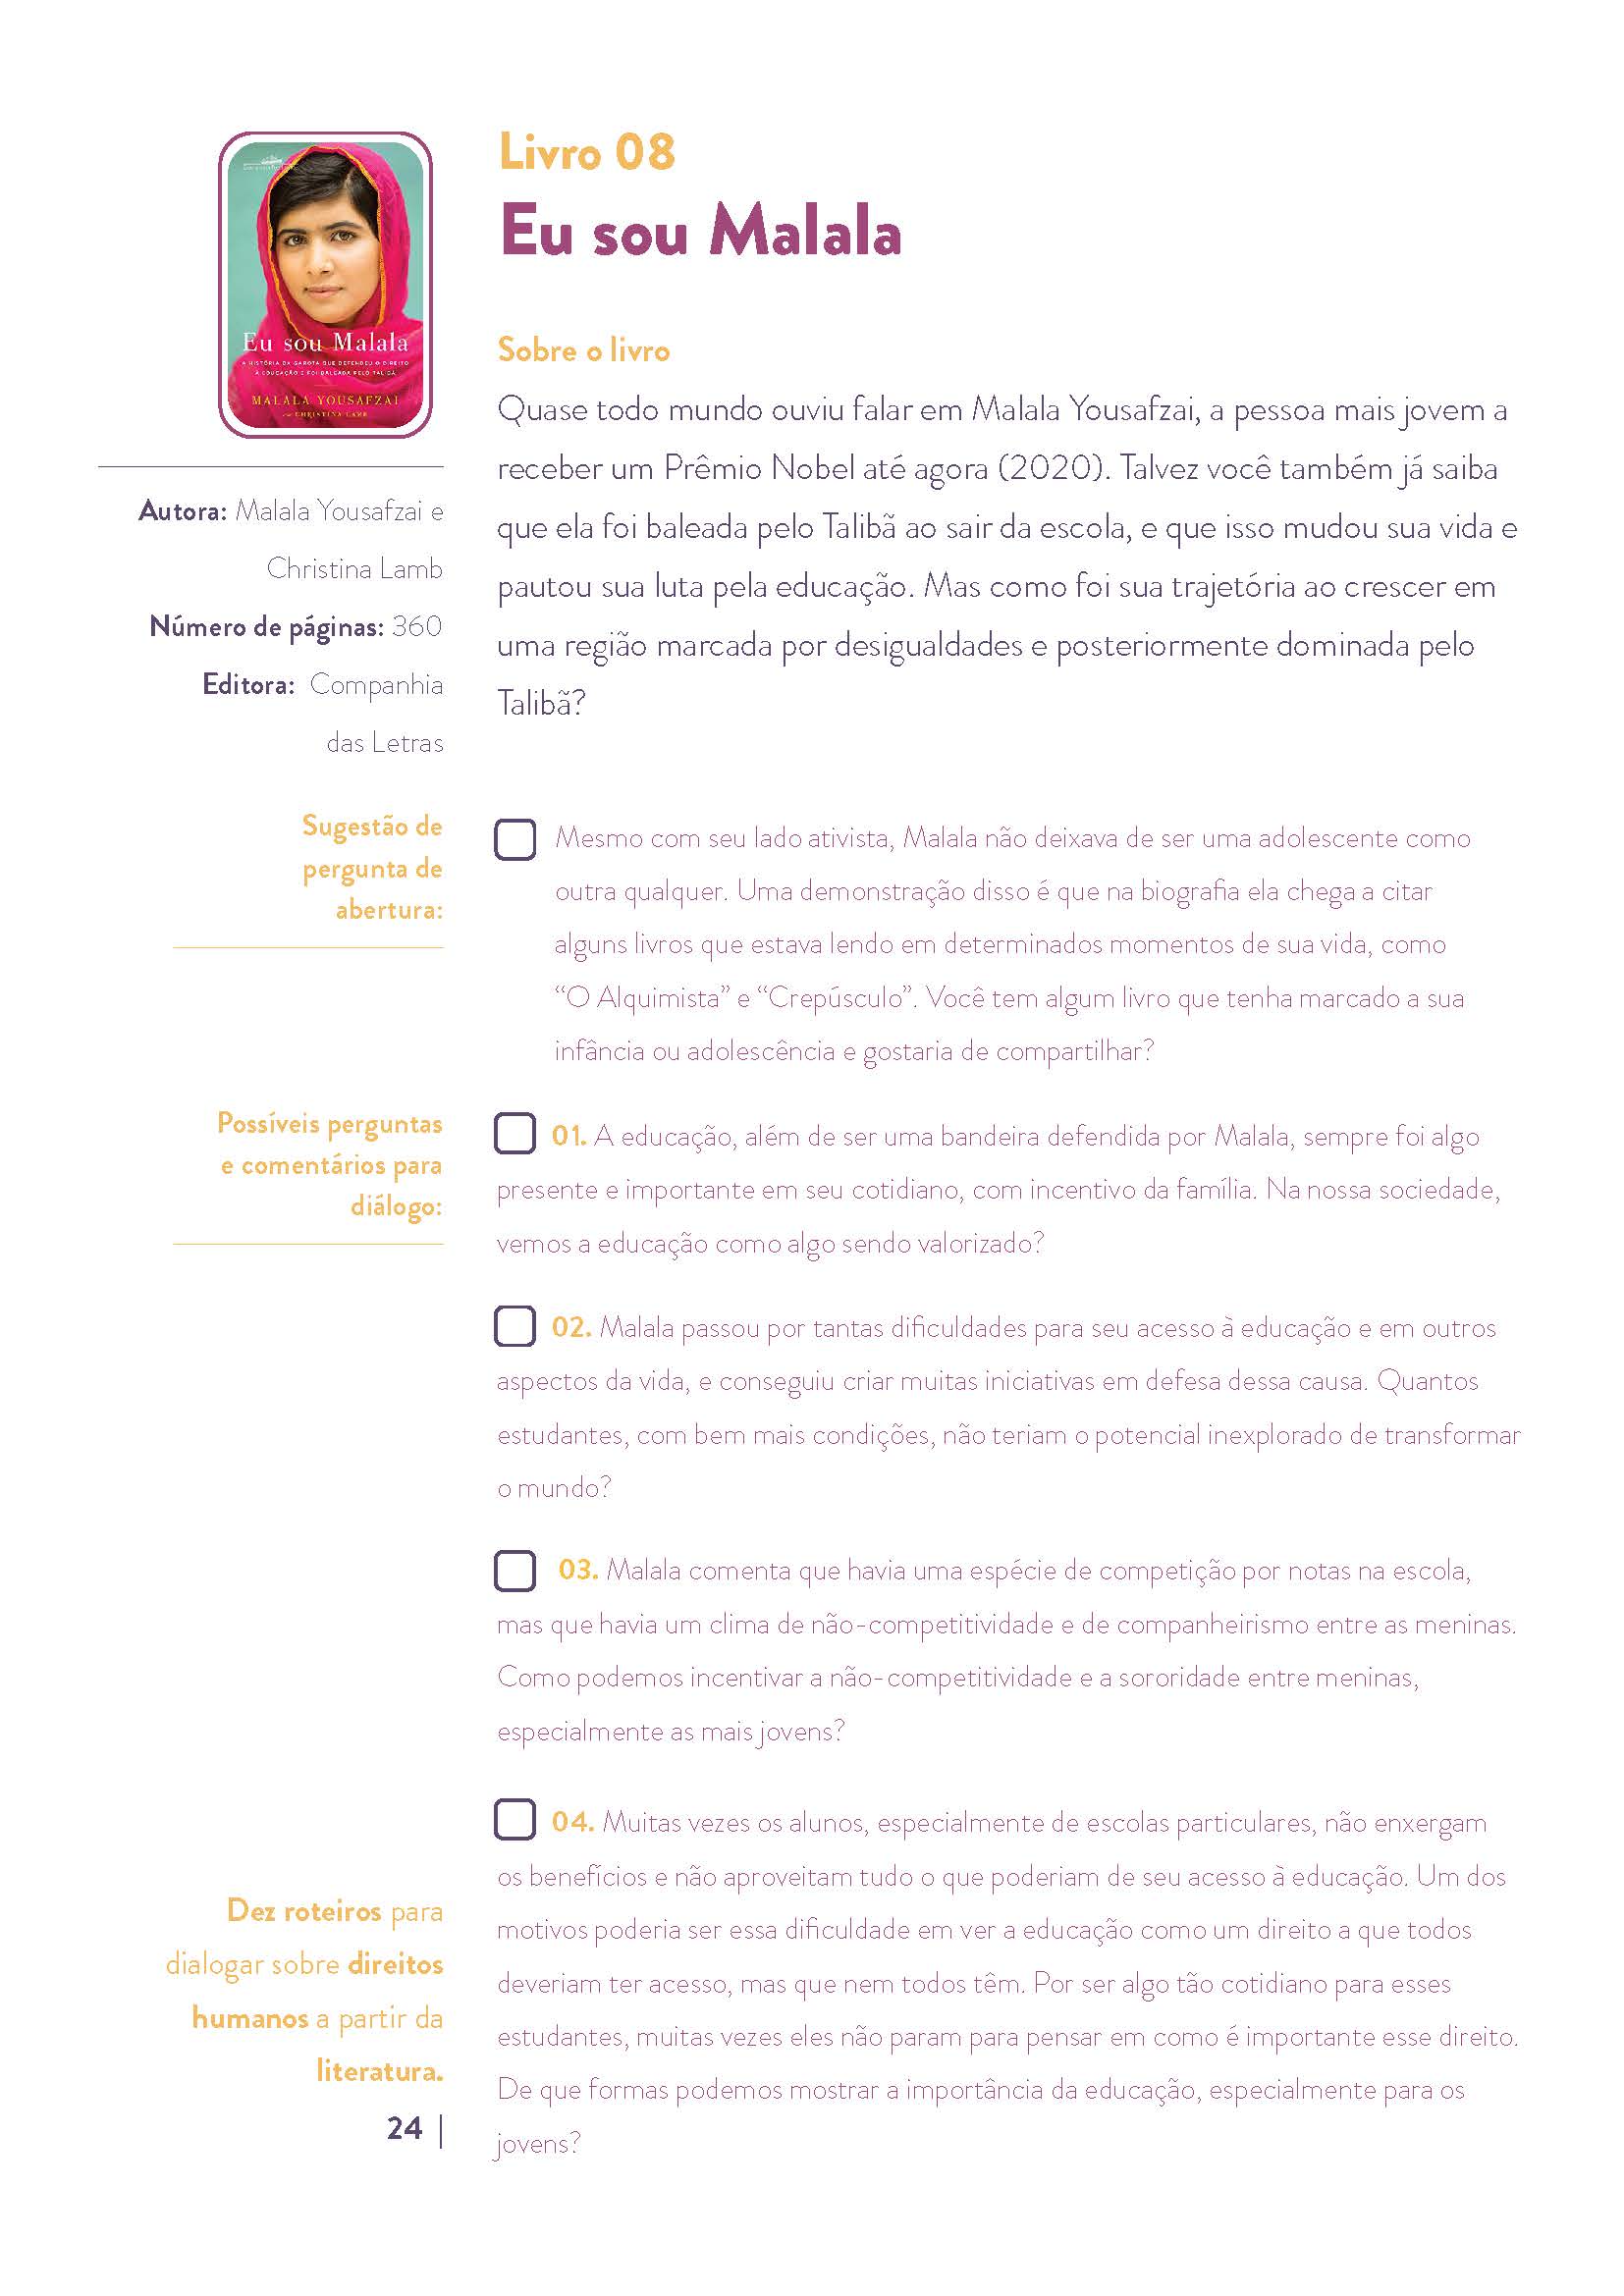 Eu sou Malala
A HISTÓRIA DA GAROTA QUE DEFENDEU O DIREITO
À EDUCAÇÃO E FOI BALEADA PELO TALIBÃ
MALALA YOUSAFZAI
CHRISTINA LAMB
Autora: Malala Yousafzai e
Christina Lamb
Número de páginas: 360
Editora: Companhia
das Letras
Livro 08
Eu sou Malala
Sobre o livro
Quase todo mundo ouviu falar em Malala Yousafzai, a pessoa mais jovem a
receber um Prêmio Nobel até agora (2020). Talvez você também já saiba
que ela foi baleada pelo Talibã ao sair da escola, e que isso mudou sua vida e
pautou sua luta pela educação. Mas como foi sua trajetória ao crescer em
uma região marcada por desigualdades e posteriormente dominada pelo
Talibã?
Sugestão de
pergunta de
abertura:
Mesmo com seu lado ativista, Malala não deixava de ser uma adolescente como
outra qualquer. Uma demonstração disso é que na biografia ela chega a citar
alguns livros que estava lendo em determinados momentos de sua vida, como
“O Alquimista” e “Crepúsculo”. Você tem algum livro que tenha marcado a sua
infância ou adolescência e gostaria de compartilhar?
Possíveis perguntas
e comentários para
diálogo:
01. A educação, além de ser uma bandeira defendida por Malala, sempre foi algo
presente e importante em seu cotidiano, com incentivo da família. Na nossa sociedade,
vemos a educação como algo sendo valorizado?
02. Malala passou por tantas dificuldades para seu acesso à educação e em outros
aspectos da vida, e conseguiu criar muitas iniciativas em defesa dessa causa. Quantos
estudantes, com bem mais condições, não teriam o potencial inexplorado de transformar
o mundo?
03. Malala comenta que havia uma espécie de competição por notas na escola,
mas que havia um clima de não-competitividade e de companheirismo entre as meninas.
Como podemos incentivar a não-competitividade e a sororidade entre meninas,
especialmente as mais jovens?
04. Muitas vezes os alunos, especialmente de escolas particulares, não enxergam
os benefícios e não aproveitam tudo o que poderiam de seu acesso à educação. Um dos
motivos poderia ser essa dificuldade em ver a educação como um direito a que todos
deveriam ter acesso, mas que nem todos têm. Por ser algo tão cotidiano para esses
estudantes, muitas vezes eles não param para pensar em como é importante esse direito.
De que formas podemos mostrar a importância da educação, especialmente para os
jovens?
Dez roteiros para
dialogar sobre direitos
humanos a partir da
literatura.
24 |